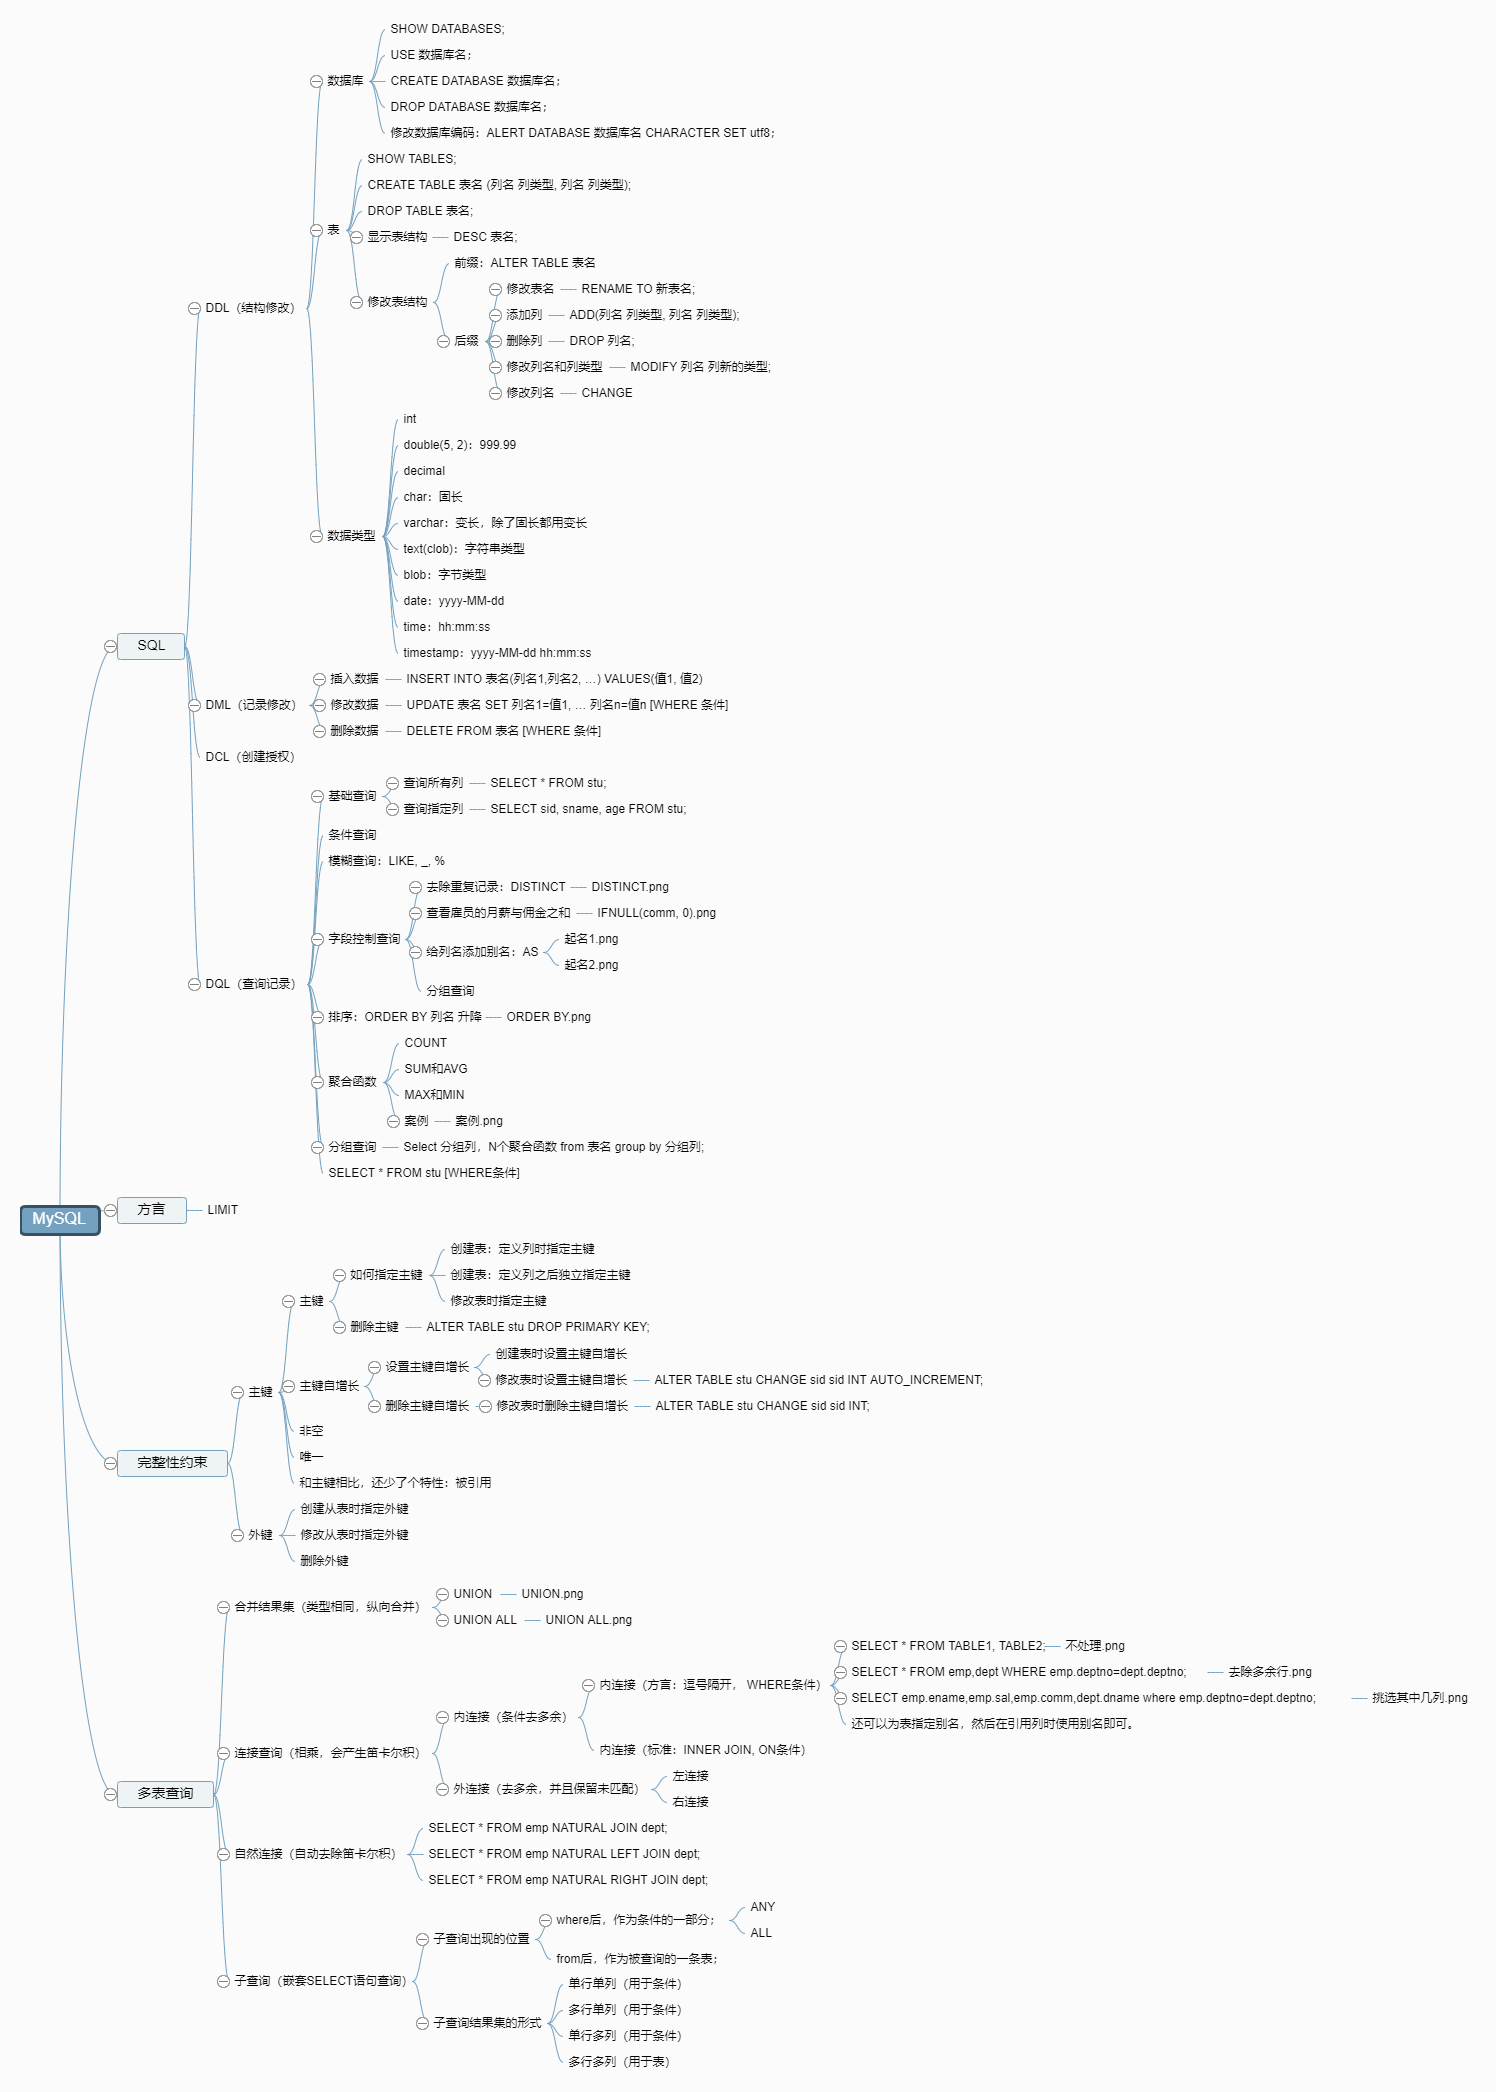 MySQL
SQL
DDL（结构修改）
数据库
SHOW DATABASES;
USE 数据库名；
CREATE DATABASE 数据库名；
DROP DATABASE 数据库名；
修改数据库编码：ALERT DATABASE 数据库名 CHARACTER SET utf8；
表
SHOW TABLES;
CREATE TABLE 表名 (列名 列类型, 列名 列类型);
DROP TABLE 表名;
显示表结构
DESC 表名;
修改表结构
前缀：ALTER TABLE 表名
后缀
修改表名
RENAME TO 新表名;
添加列
ADD(列名 列类型, 列名 列类型);
删除列
DROP 列名;
修改列名和列类型
MODIFY 列名 列新的类型;
修改列名
CHANGE
数据类型
int
double(5, 2)：999.99
decimal
char：固长
varchar：变长，除了固长都用变长
text(clob)：字符串类型
blob：字节类型
date：yyyy-MM-dd
time：hh:mm:ss
timestamp：yyyy-MM-dd hh:mm:ss
DML（记录修改）
插入数据
INSERT INTO 表名(列名1,列名2, …) VALUES(值1, 值2)
修改数据
UPDATE 表名 SET 列名1=值1, … 列名n=值n [WHERE 条件]
删除数据
DELETE FROM 表名 [WHERE 条件]
DCL（创建授权）
DQL（查询记录）
基础查询
查询所有列
SELECT * FROM stu;
查询指定列
SELECT sid, sname, age FROM stu;
条件查询
模糊查询：LIKE, _, %
字段控制查询
去除重复记录：DISTINCT
DISTINCT.png
查看雇员的月薪与佣金之和
IFNULL(comm, 0).png
给列名添加别名：AS
起名1.png
起名2.png
分组查询
排序：ORDER BY 列名 升降
ORDER BY.png
聚合函数
COUNT
SUM和AVG
MAX和MIN
案例
案例.png
分组查询
Select 分组列，N个聚合函数 from 表名 group by 分组列;
SELECT * FROM stu [WHERE条件]
方言
LIMIT
完整性约束
主键
主键
如何指定主键
创建表：定义列时指定主键
创建表：定义列之后独立指定主键
修改表时指定主键
删除主键
ALTER TABLE stu DROP PRIMARY KEY;
主键自增长
设置主键自增长
创建表时设置主键自增长
修改表时设置主键自增长
ALTER TABLE stu CHANGE sid sid INT AUTO_INCREMENT;
删除主键自增长
修改表时删除主键自增长
ALTER TABLE stu CHANGE sid sid INT;
非空
唯一
和主键相比，还少了个特性：被引用
外键
创建从表时指定外键
修改从表时指定外键
删除外键
多表查询
合并结果集（类型相同，纵向合并）
UNION
UNION.png
UNION ALL
UNION ALL.png
连接查询（相乘，会产生笛卡尔积）
内连接（条件去多余）
内连接（方言：逗号隔开， WHERE条件）
SELECT * FROM TABLE1, TABLE2;
不处理.png
SELECT * FROM emp,dept WHERE emp.deptno=dept.deptno;
去除多余行.png
SELECT emp.ename,emp.sal,emp.comm,dept.dname where emp.deptno=dept.deptno;
挑选其中几列.png
还可以为表指定别名，然后在引用列时使用别名即可。
内连接（标准：INNER JOIN, ON条件）
外连接（去多余，并且保留未匹配）
左连接
右连接
自然连接（自动去除笛卡尔积）
SELECT * FROM emp NATURAL JOIN dept;
SELECT * FROM emp NATURAL LEFT JOIN dept;
SELECT * FROM emp NATURAL RIGHT JOIN dept;
子查询（嵌套SELECT语句查询）
子查询出现的位置
where后，作为条件的一部分；
ANY
ALL
from后，作为被查询的一条表；
子查询结果集的形式
单行单列（用于条件）
多行单列（用于条件）
单行多列（用于条件）
多行多列（用于表）